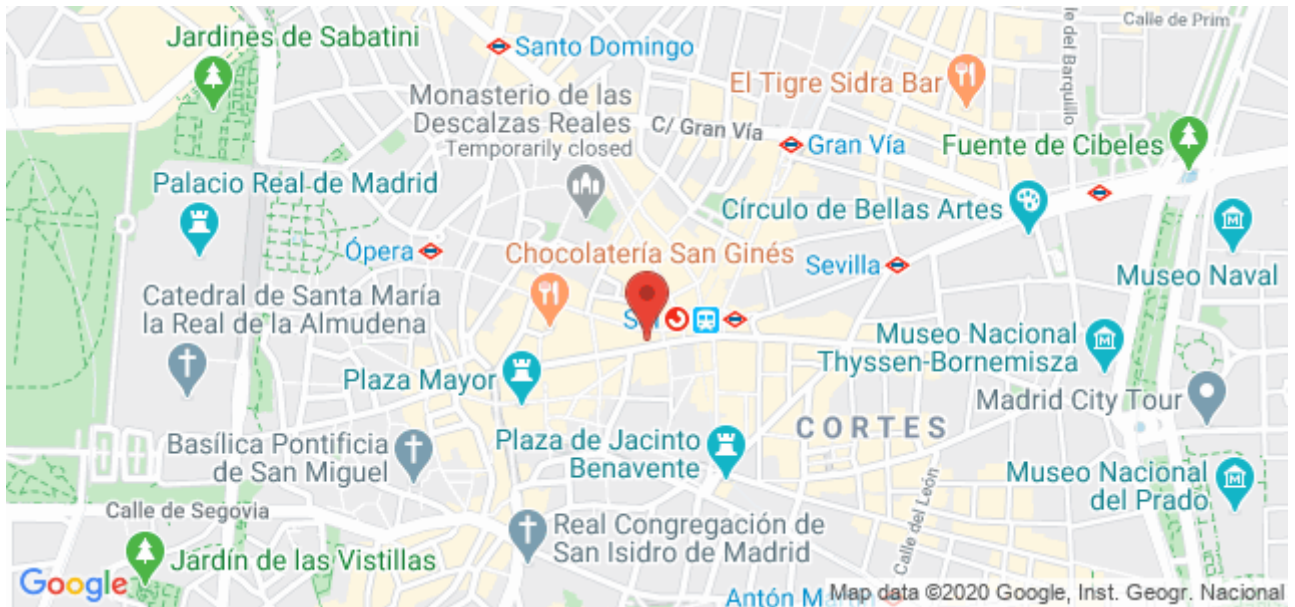 Calle de Prim
Jardines de Sabatini
Santo Domingo
le del Barquillo
El Tigre Sidra Bar
Monasterio de las
Descalzas Reales
Temporarily closed
C/ Gran Vía
Gran Vía
Fuente de Cibeles
Palacio Real de Madrid
Círculo de Bellas Artes
Ópera
Chocolatería San Ginés
Sevilla
Museo Naval
Catedral de Santa María
la Real de la Almudena
Museo Nacional
Thyssen-Bornemisza
Plaza Mayor
Madrid City Tour
CORTES
Basílica Pontificia
de San Miguel
Plaza de Jacinto
Benavente
Museo Nacional
del Prado
Calle de Segovia
Calle del León
Real Congregación de
San Isidro de Madrid
Jardín de las Vistillas
Google
Antón M
Map data ©2020 Google, Inst. Geogr. Nacional